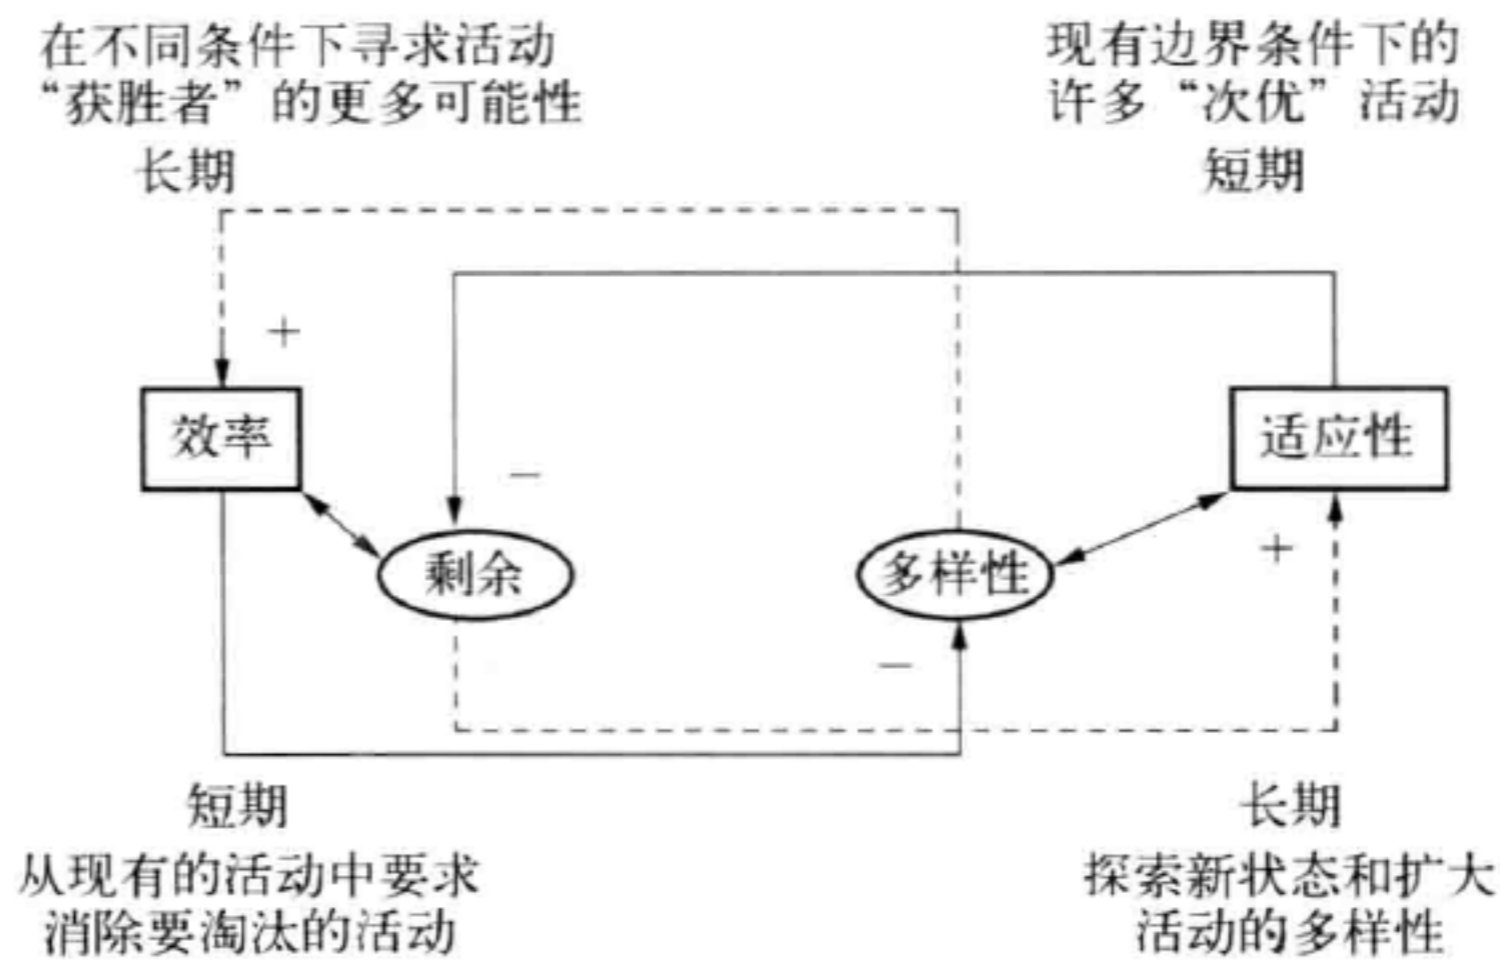 在不同条件下寻求活动
“获胜者”的更多可能性
长期
现有边界条件下的
许多“次优”活动
短期
+
效率
适应性
−
+
剩余
多样性
−
短期
从现有的活动中要求
消除要淘汰的活动
长期
探索新状态和扩大
活动的多样性